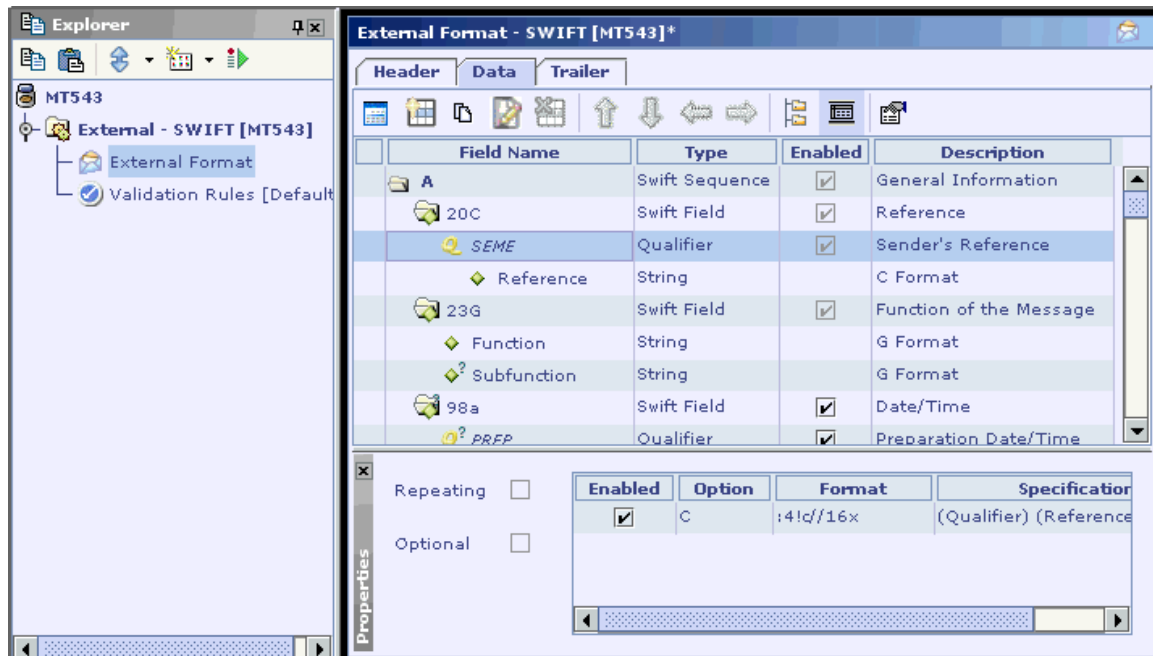 Explorer
MT543
External - SWIFT [MT543]
External Format
Validation Rules [Default
External Format - SWIFT [MT543]*
Header Data Trailer
Field Name Type Enabled Description
A Swift Sequence General Information
20C Swift Field Reference
SEME Qualifier Sender's Reference
Reference String C Format
23G Swift Field Function of the Message
Function String G Format
? Subfunction String G Format
98a Swift Field Date/Time
? PREP Qualifier Preparation Date/Time
Properties
Repeating
Optional
Enabled Option Format Specification
C :4!c//16x (Qualifier) (Reference